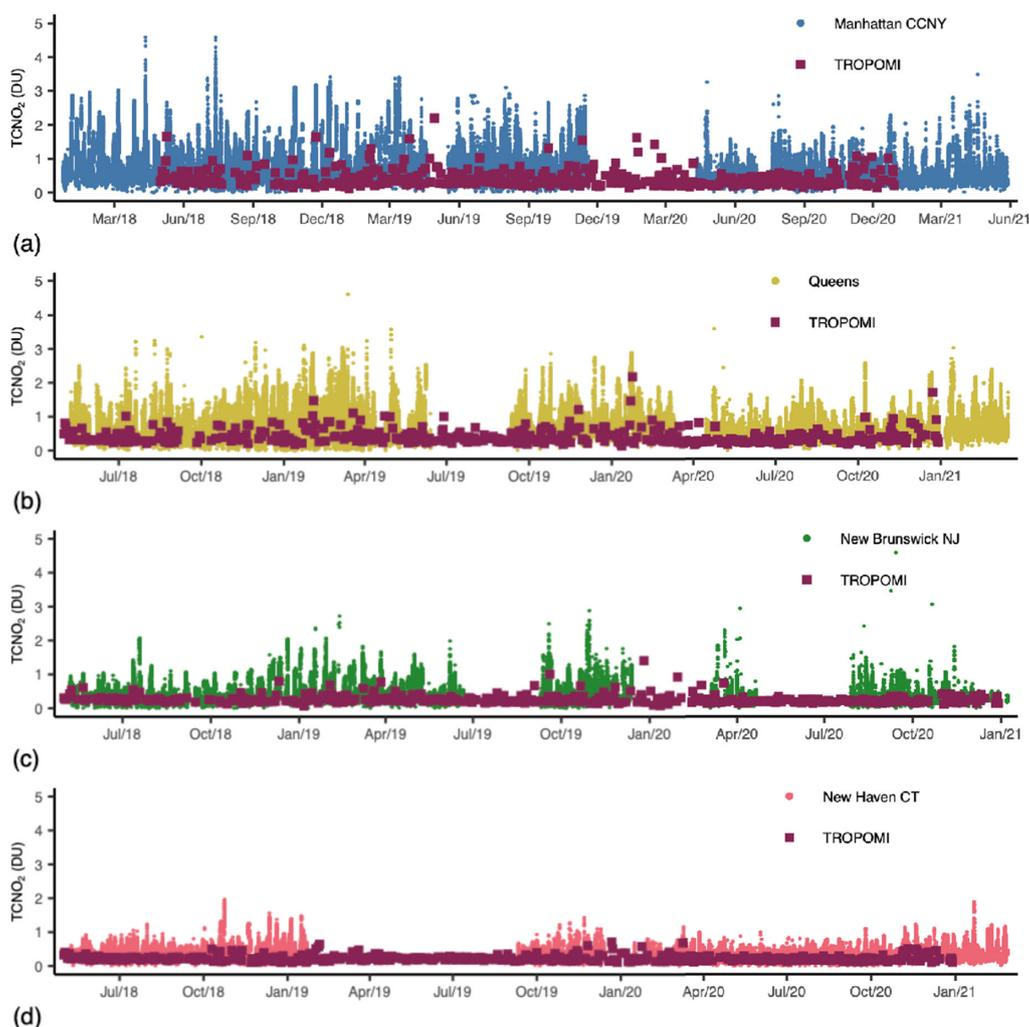 5
4
3
2
1
0
TCNO₂ (DU)
Manhattan CCNY
TROPOMI
Mar/18 Jun/18 Sep/18 Dec/18 Mar/19 Jun/19 Sep/19 Dec/19 Mar/20 Jun/20 Sep/20 Dec/20 Mar/21 Jun/21
(a)
5
4
3
2
1
0
TCNO₂ (DU)
Queens
TROPOMI
Jul/18 Oct/18 Jan/19 Apr/19 Jul/19 Oct/19 Jan/20 Apr/20 Jul/20 Oct/20 Jan/21
(b)
5
4
3
2
1
0
TCNO₂ (DU)
New Brunswick NJ
TROPOMI
Jul/18 Oct/18 Jan/19 Apr/19 Jul/19 Oct/19 Jan/20 Apr/20 Jul/20 Oct/20 Jan/21
(c)
5
4
3
2
1
0
TCNO₂ (DU)
New Haven CT
TROPOMI
Jul/18 Oct/18 Jan/19 Apr/19 Jul/19 Oct/19 Jan/20 Apr/20 Jul/20 Oct/20 Jan/21
(d)